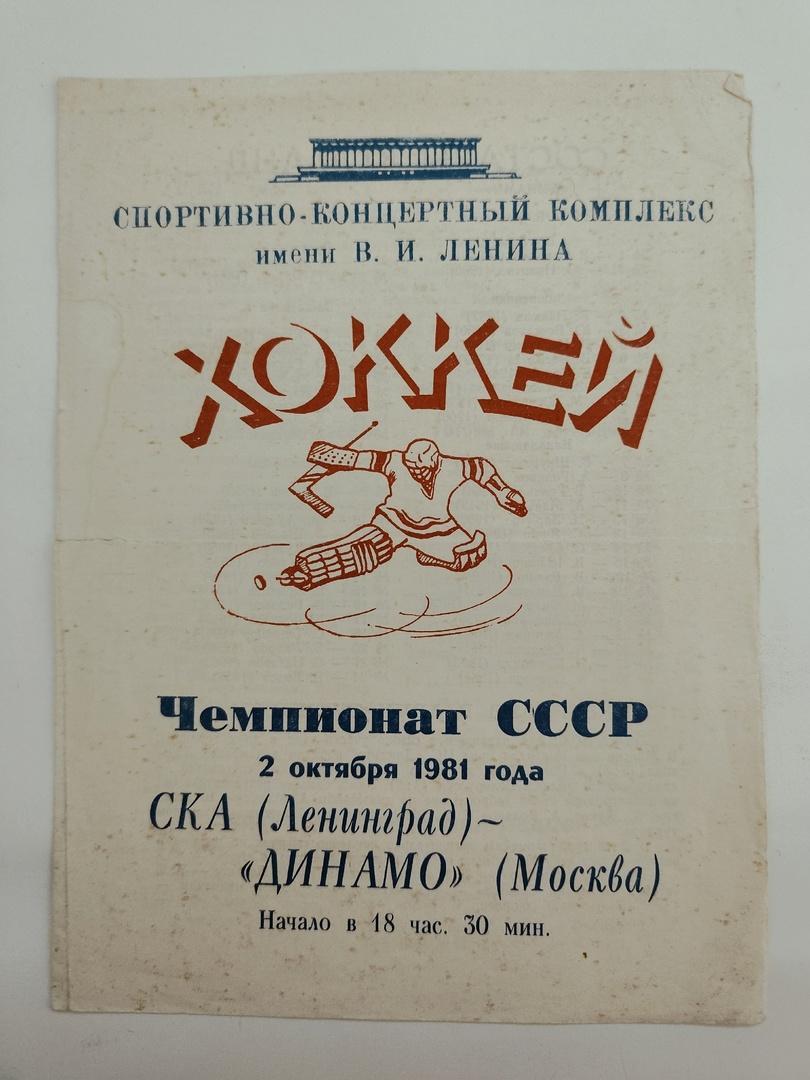 СПОРТИВНО-КОНЦЕРТНЫЙ КОМПЛЕКС
имени В. И. ЛЕНИНА
ХОККЕЙ
Чемпионат СССР
2 октября 1981 года
СКА (Ленинград) ~
«ДИНАМО» (Москва)
Начало в 18 час. 30 мин.